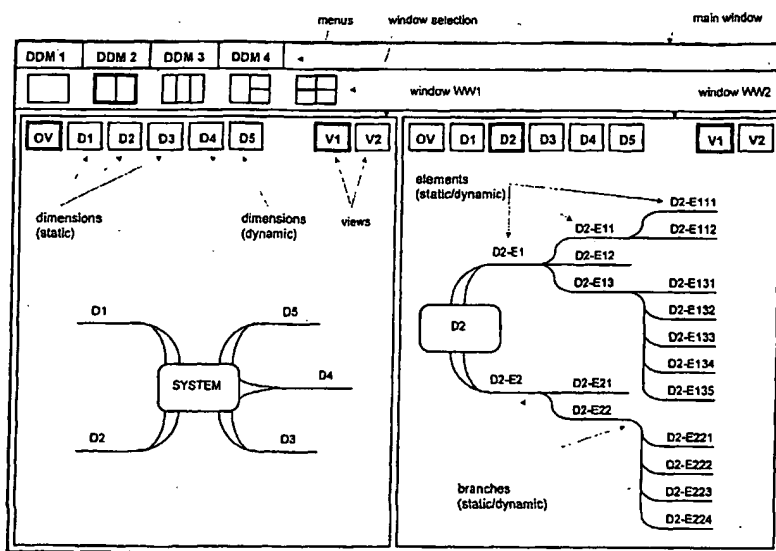 menus window selection main window
DDM 1 DDM 2 DDM 3 DDM 4
window WW1 window WW2
OV D1 D2 D3 D4 D5 V1 V2
OV D1 D2 D3 D4 D5 V1 V2
dimensions
(static)
dimensions
(dynamic)
views
D1
D5
SYSTEM
D4
D2
D3
elements
(static/dynamic)
D2-E111
D2-E11
D2-E112
D2-E1
D2-E12
D2-E13
D2-E131
D2-E132
D2
D2-E133
D2-E134
D2-E2
D2-E21
D2-E135
D2-E22
D2-E221
D2-E222
branches
(static/dynamic)
D2-E223
D2-E224